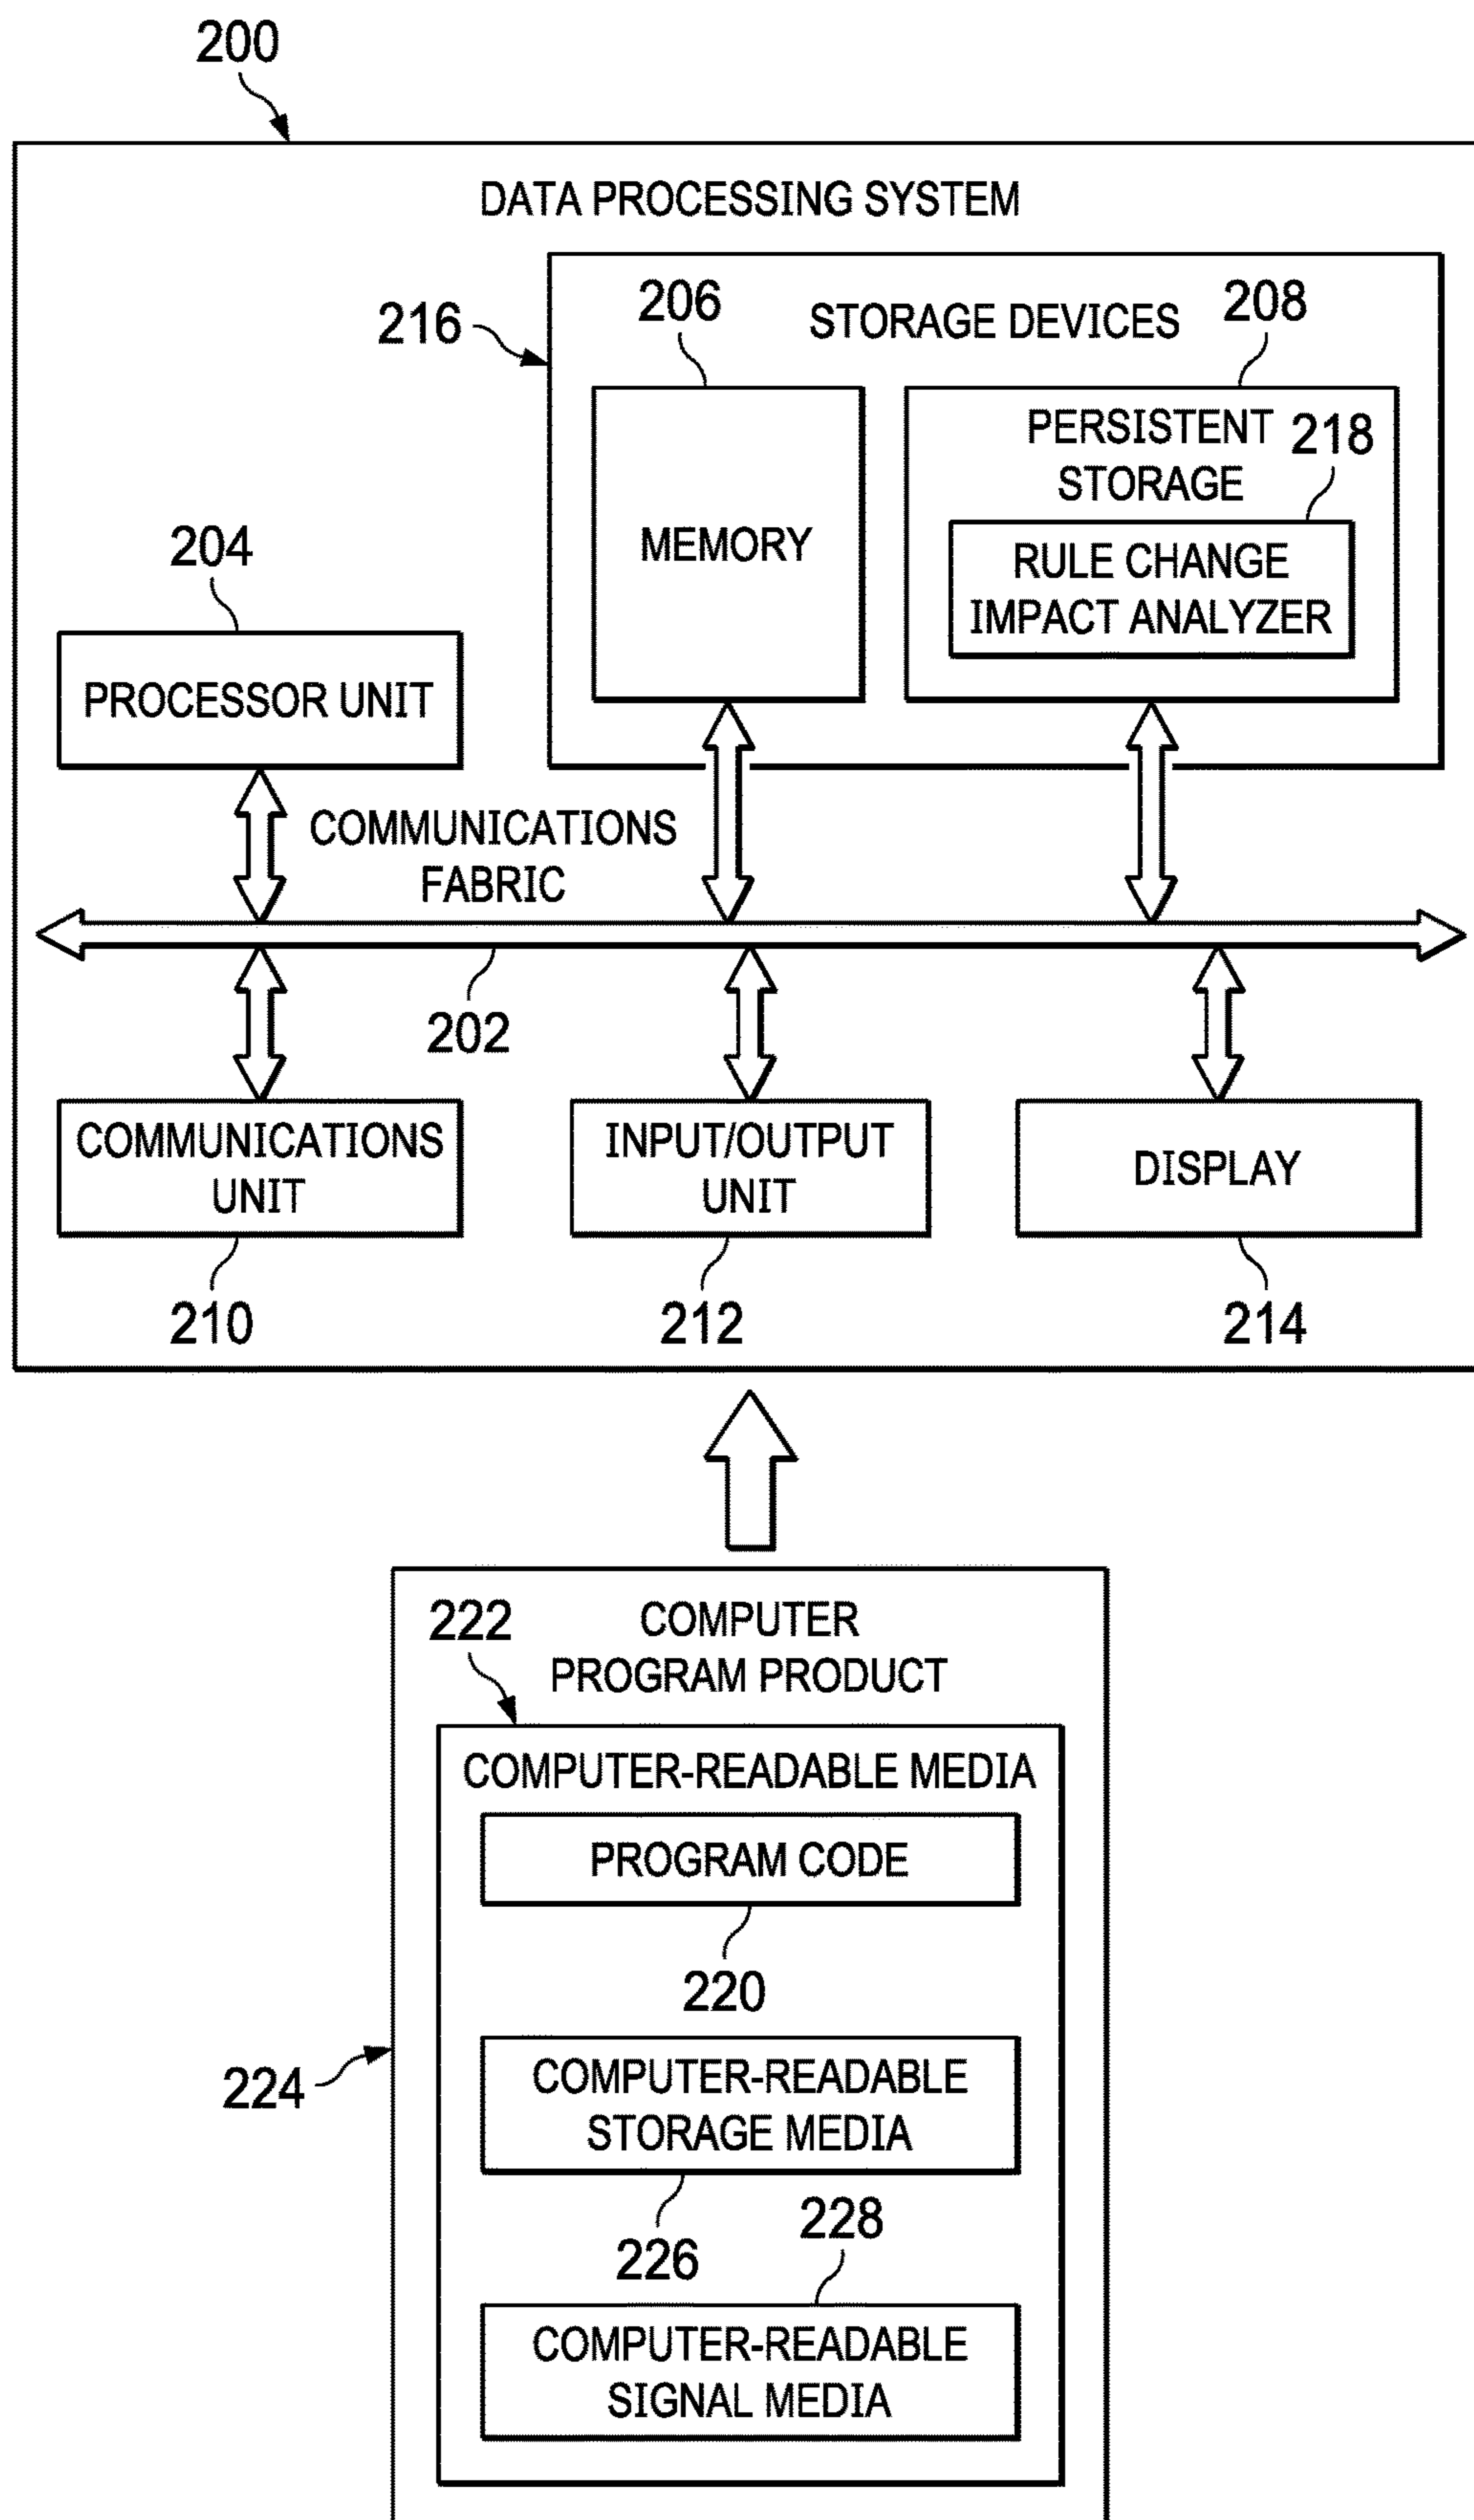 200
DATA PROCESSING SYSTEM
206
208
216
STORAGE DEVICES
PERSISTENT
STORAGE
218
MEMORY
RULE CHANGE
IMPACT ANALYZER
204
PROCESSOR UNIT
COMMUNICATIONS
FABRIC
202
COMMUNICATIONS
UNIT
INPUT/OUTPUT
UNIT
DISPLAY
210
212
214
222
COMPUTER
PROGRAM PRODUCT
COMPUTER-READABLE MEDIA
PROGRAM CODE
220
224
COMPUTER-READABLE
STORAGE MEDIA
226
228
COMPUTER-READABLE
SIGNAL MEDIA